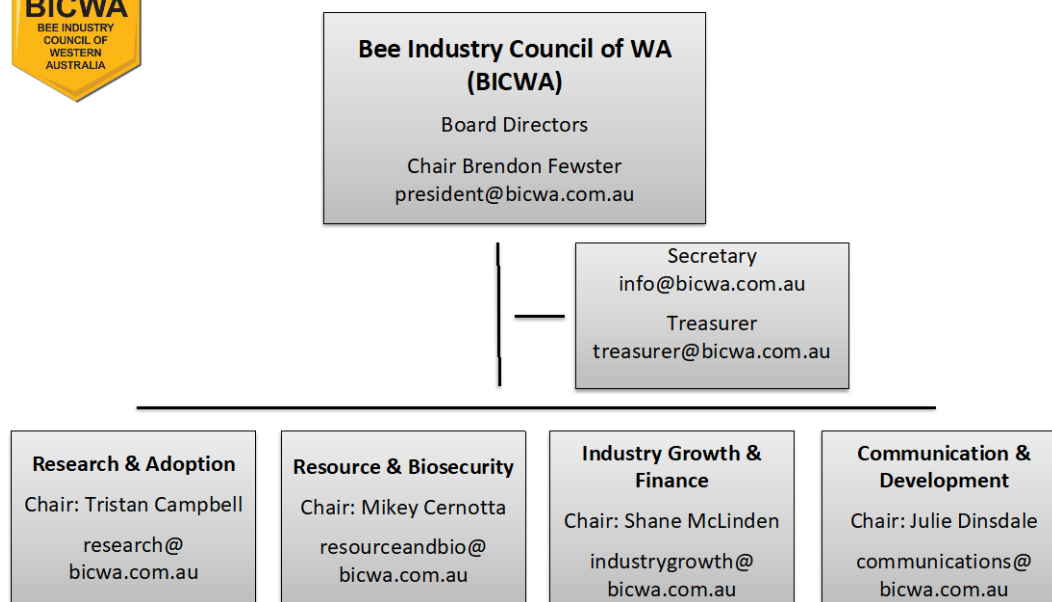 BICWA
BEE INDUSTRY
COUNCIL OF
WESTERN
AUSTRALIA
Bee Industry Council of WA
(BICWA)
Board Directors
Chair Brendon Fewster
president@bicwa.com.au
Secretary
info@bicwa.com.au
Treasurer
treasurer@bicwa.com.au
Research & Adoption
Chair: Tristan Campbell
research@
bicwa.com.au
Resource & Biosecurity
Chair: Mikey Cernotta
resourceandbio@
bicwa.com.au
Industry Growth &
Finance
Chair: Shane McLinden
industrygrowth@
bicwa.com.au
Communication &
Development
Chair: Julie Dinsdale
communications@
bicwa.com.au